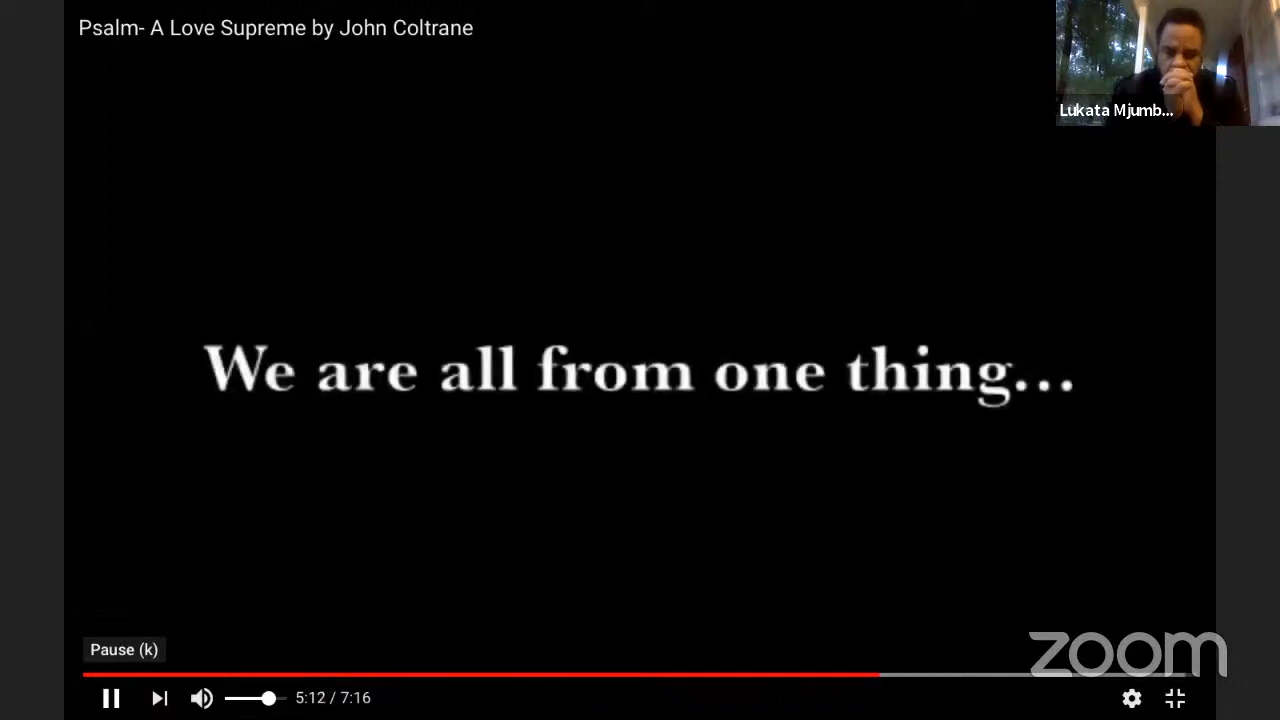 Psalm- A Love Supreme by John Coltrane
Lukata Mjumb...
We are all from one thing...
Pause (k)
zoom
5:12 / 7:16